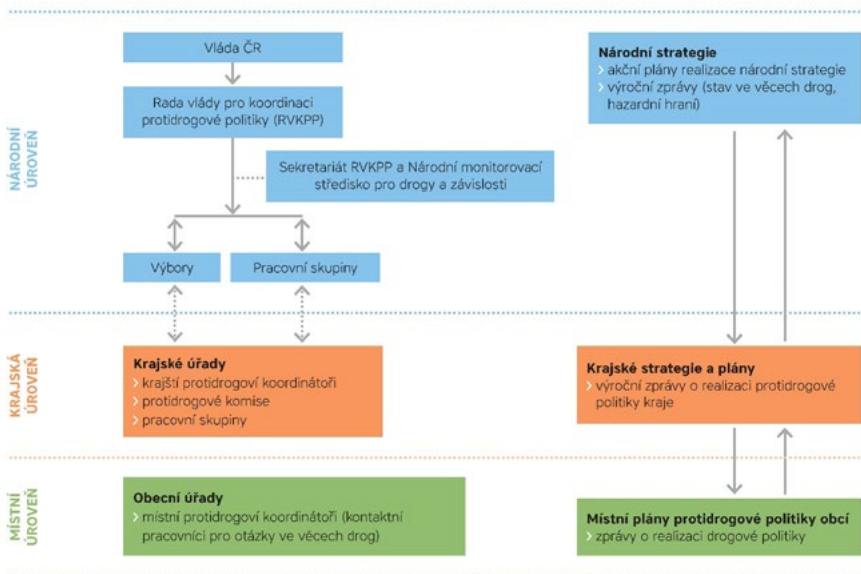 NÁRODNÍ
ÚROVEŇ
Vláda ČR
Rada vlády pro koordinaci
protidrogové politiky (RVKPP)
Sekretariát RVKPP a Národní monitorovací
středisko pro drogy a závislosti
Výbory
Pracovní skupiny
Národní strategie
› akční plány realizace národní strategie
› výroční zprávy (stav ve věcech drog,
hazardní hraní)
KRAJSKÁ
ÚROVEŇ
Krajské úřady
› krajští protidrogoví koordinátoři
› protidrogové komise
› pracovní skupiny
Krajské strategie a plány
› výroční zprávy o realizaci protidrogové
politiky kraje
MÍSTNÍ
ÚROVEŇ
Obecní úřady
› místní protidrogoví koordinátoři (kontaktní
pracovníci pro otázky ve věcech drog)
Místní plány protidrogové politiky obcí
› zprávy o realizaci drogové politiky